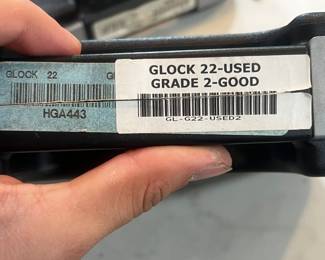 GLOCK 22
HGA443
GLOCK 22-USED
GRADE 2-GOOD
GL-G22-USED2